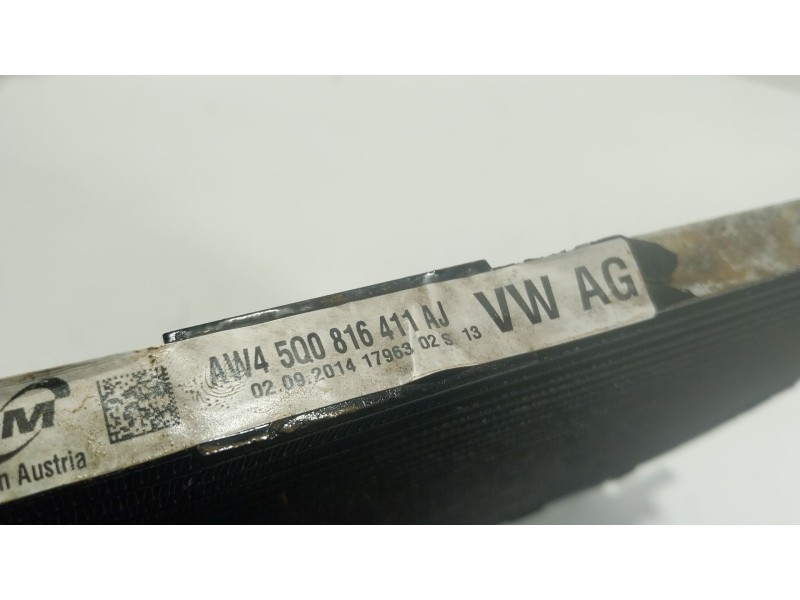 AW4 5Q0 816 411 AJ VW AG
02.09.2014 17963 02 S 13
Austria